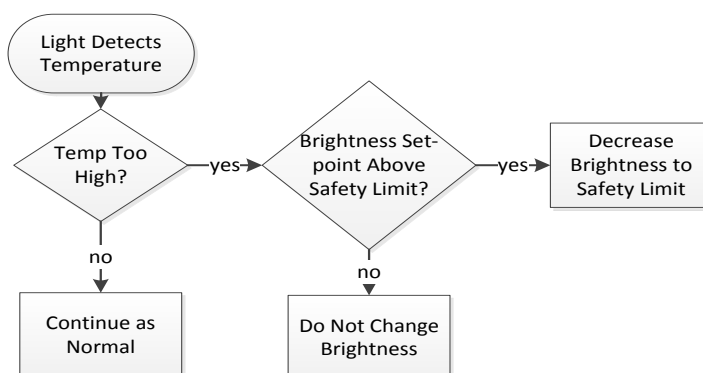 Light Detects
Temperature
Temp Too
High?
yes
Brightness Set-
point Above
Safety Limit?
yes
Decrease
Brightness to
Safety Limit
no
no
Continue as
Normal
Do Not Change
Brightness